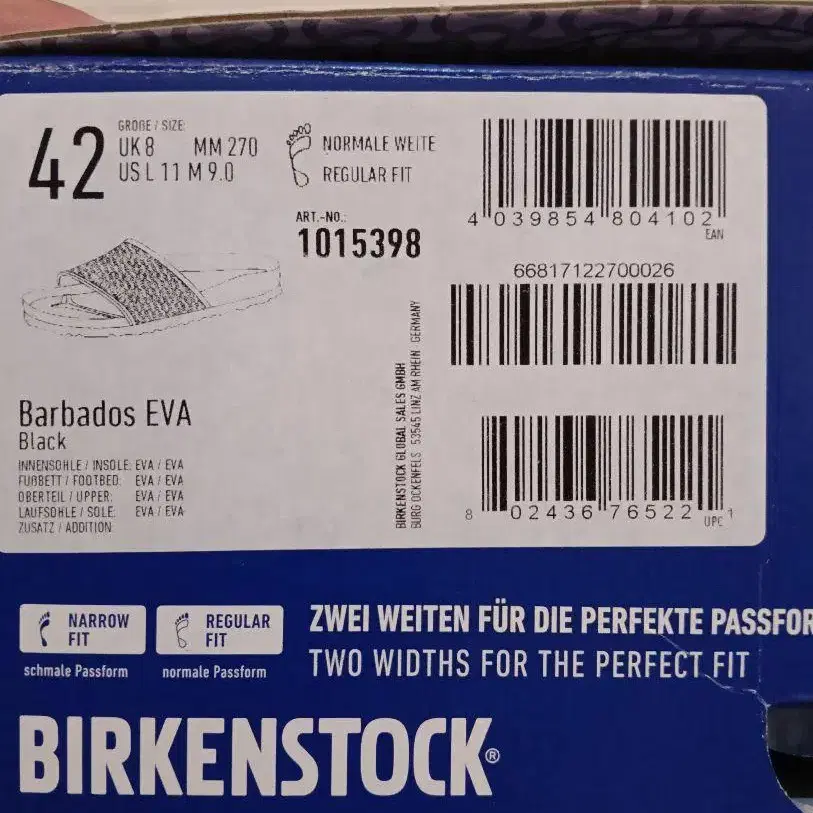 42
GRÖßE / SIZE:
UK 8 MM 270
US L 11 M 9.0
NORMALE WEITE
REGULAR FIT
ART.-NO.:
1015398
4 039854 804102
EAN
66817122700026
Barbados EVA
Black
INNENSOHLE / INSOLE: EVA / EVA
FUßBETT / FOOTBED: EVA / EVA
OBERTEIL / UPPER: EVA / EVA
LAUFSOHLE / SOLE: EVA / EVA
ZUSATZ / ADDITION:
BIRKENSTOCK GLOBAL SALES GMBH
BURG OCKENFELS 53545 LINZ AM RHEIN GERMANY
8 02436 76522 1
UPC
NARROW
FIT
schmale Passform
REGULAR
FIT
normale Passform
ZWEI WEITEN FÜR DIE PERFEKTE PASSFOR
TWO WIDTHS FOR THE PERFECT FIT
BIRKENSTOCK®